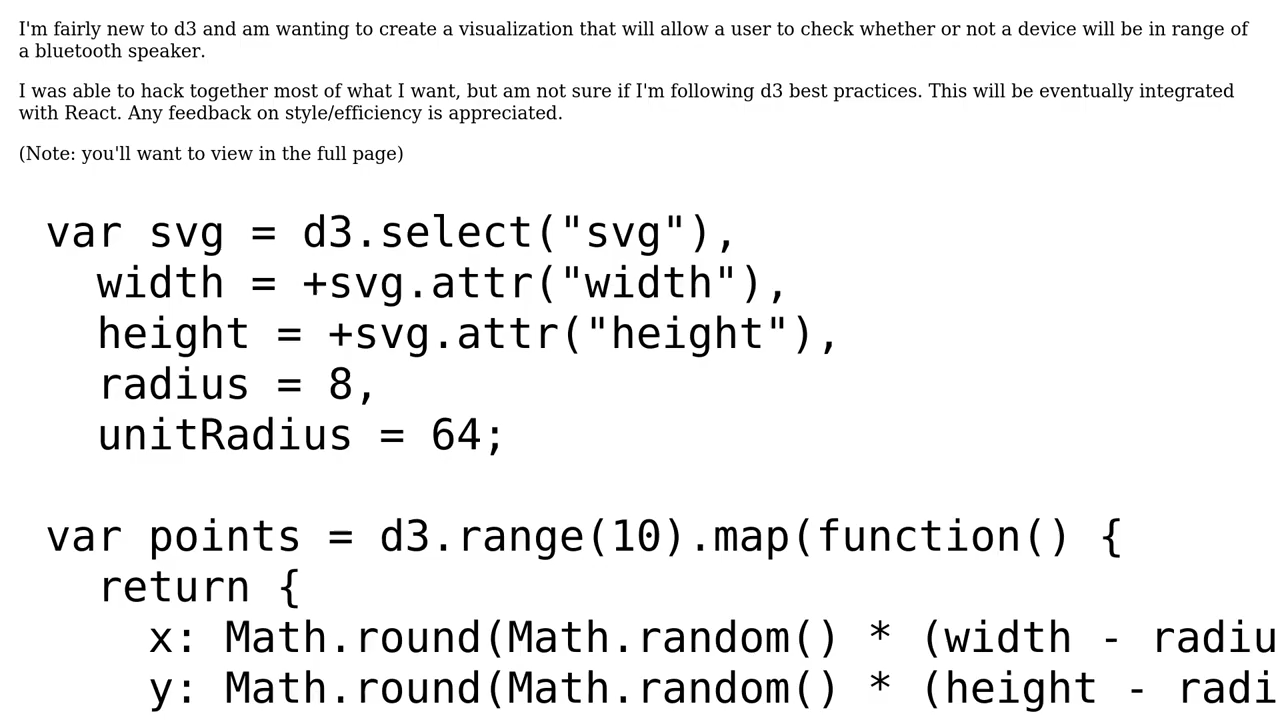 I'm fairly new to d3 and am wanting to create a visualization that will allow a user to check whether or not a device will be in range of
a bluetooth speaker.
I was able to hack together most of what I want, but am not sure if I'm following d3 best practices. This will be eventually integrated
with React. Any feedback on style/efficiency is appreciated.
(Note: you'll want to view in the full page)
var svg = d3.select("svg"),
  width = +svg.attr("width"),
  height = +svg.attr("height"),
  radius = 8,
  unitRadius = 64;
var points = d3.range(10).map(function() {
  return {
    x: Math.round(Math.random() * (width - radiu
    y: Math.round(Math.random() * (height - radi